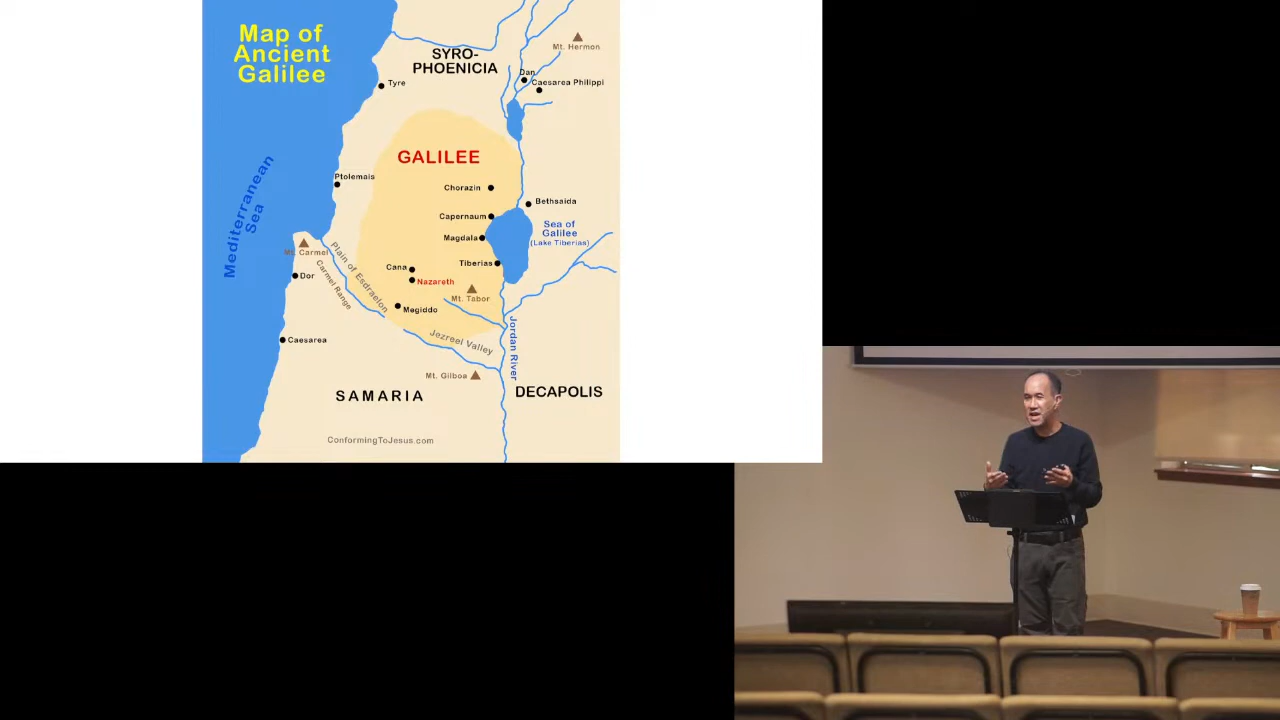 Map of
Ancient
Galilee
Mt. Hermon
SYRO-
PHOENICIA
Dan
Tyre
Caesarea Philippi
GALILEE
Ptolemais
Chorazin
Bethsaida
Capernaum
Mediterranean
Sea
Sea of
Galilee
(Lake Tiberias)
Magdala
Mt. Carmel
Plain of Esdraelon
Tiberias
Cana
Nazareth
Dor
Carmel Range
Mt. Tabor
Megiddo
Jordan River
Caesarea
Jezreel Valley
Mt. Gilboa
SAMARIA
DECAPOLIS
ConformingToJesus.com